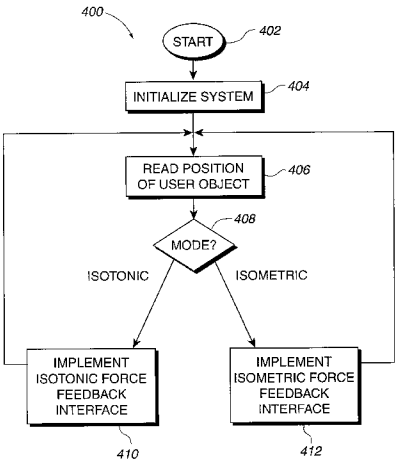 400
START
402
INITIALIZE SYSTEM
404
READ POSITION
OF USER OBJECT
406
408
MODE?
ISOTONIC
ISOMETRIC
IMPLEMENT
ISOTONIC FORCE
FEEDBACK
INTERFACE
410
IMPLEMENT
ISOMETRIC FORCE
FEEDBACK
INTERFACE
412